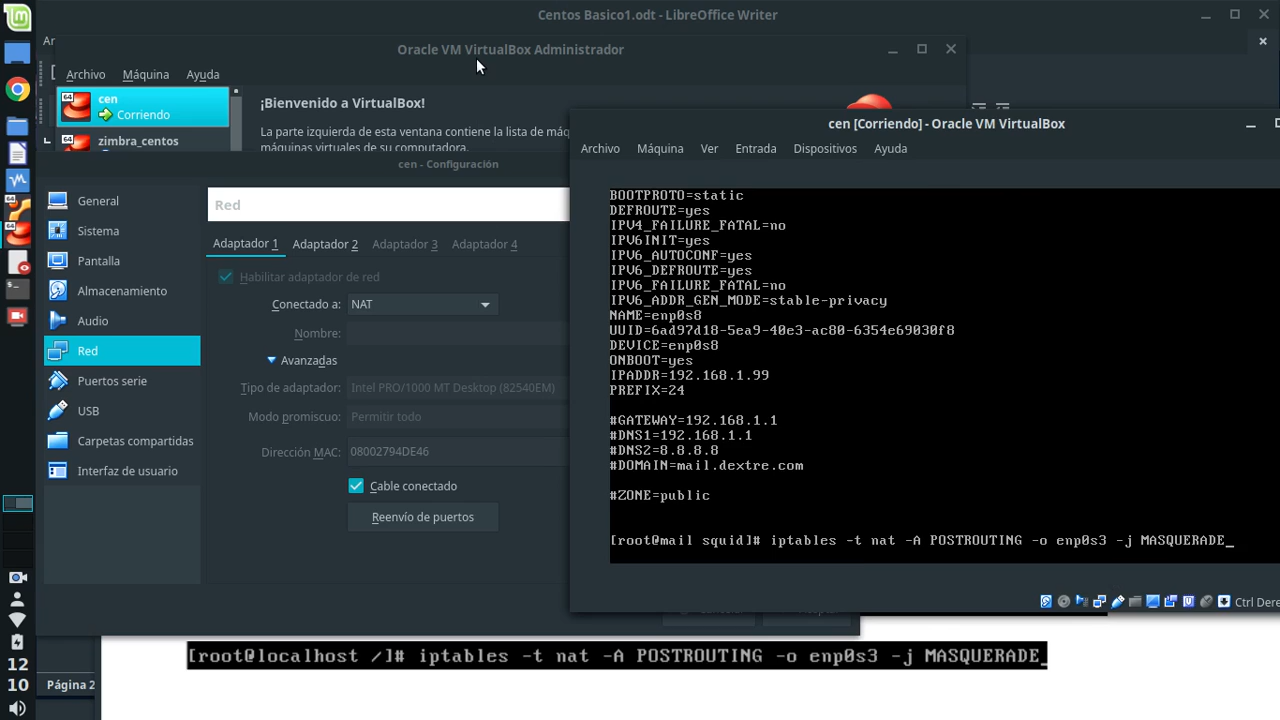 Centos Basico1.odt - LibreOffice Writer
Ar
Oracle VM VirtualBox Administrador
Archivo Máquina Ayuda
cen
Corriendo
zimbra_centos
¡Bienvenido a VirtualBox!
La parte izquierda de esta ventana contiene la lista de máq
máquinas virtuales de su computadora.
cen - Configuración
General
Sistema
Pantalla
Almacenamiento
Audio
Red
Puertos serie
USB
Carpetas compartidas
Interfaz de usuario
Red
Adaptador 1 Adaptador 2 Adaptador 3 Adaptador 4
Habilitar adaptador de red
Conectado a: NAT
Nombre:
Avanzadas
Tipo de adaptador: Intel PRO/1000 MT Desktop (82540EM)
Modo promiscuo: Permitir todo
Dirección MAC: 08002794DE46
Cable conectado
Reenvío de puertos
cen [Corriendo] - Oracle VM VirtualBox
Archivo Máquina Ver Entrada Dispositivos Ayuda
BOOTPROTO=static
DEFROUTE=yes
IPV4_FAILURE_FATAL=no
IPV6INIT=yes
IPV6_AUTOCONF=yes
IPV6_DEFROUTE=yes
IPV6_FAILURE_FATAL=no
IPV6_ADDR_GEN_MODE=stable-privacy
NAME=enp0s8
UUID=6ad97d18-5ea9-40e3-ac80-6354e69030f8
DEVICE=enp0s8
ONBOOT=yes
IPADDR=192.168.1.99
PREFIX=24
#GATEWAY=192.168.1.1
#DNS1=192.168.1.1
#DNS2=8.8.8.8
#DOMAIN=mail.dextre.com
#ZONE=public
[root@mail squid]# iptables -t nat -A POSTROUTING -o enp0s3 -j MASQUERADE_
Ctrl Dere
[root@localhost /]# iptables -t nat -A POSTROUTING -o enp0s3 -j MASQUERADE_
Página 2
12
10